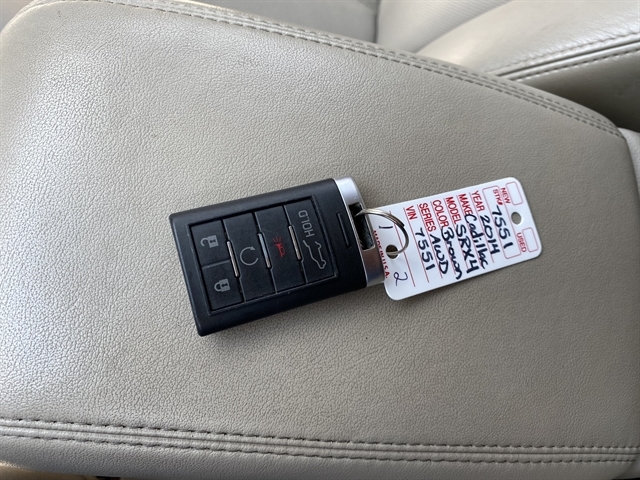 NEW USED
STK# 7551
YEAR 2014
MAKE Cadillac
MODEL SRX4
COLOR Brown
SERIES AWD
VIN 7551
1 2
HOLD